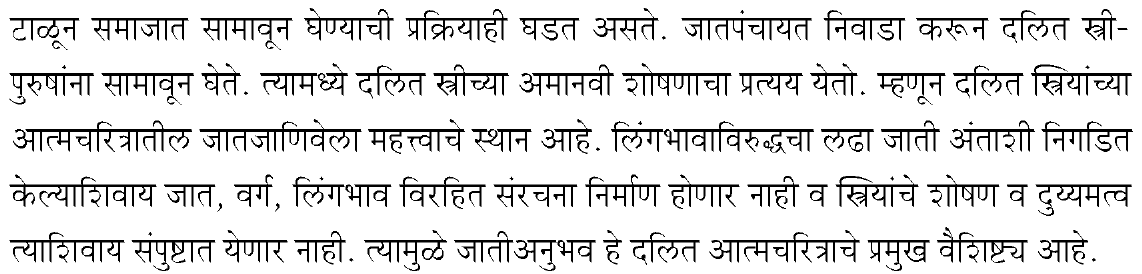 टाळून समाजात सामावून घेण्याची प्रक्रियाही घडत असते. जातपंचायत निवाडा करून दलित स्त्री-
पुरुषांना सामावून घेते. त्यामध्ये दलित स्त्रीच्या अमानवी शोषणाचा प्रत्यय येतो. म्हणून दलित स्त्रियांच्या
आत्मचरित्रातील जातजाणिवेला महत्त्वाचे स्थान आहे. लिंगभावाविरुद्धचा लढा जाती अंताशी निगडित
केल्याशिवाय जात, वर्ग, लिंगभाव विरहित संरचना निर्माण होणार नाही व स्त्रियांचे शोषण व दुय्यमत्व
त्याशिवाय संपुष्टात येणार नाही. त्यामुळे जातीअनुभव हे दलित आत्मचरित्राचे प्रमुख वैशिष्ट्य आहे.